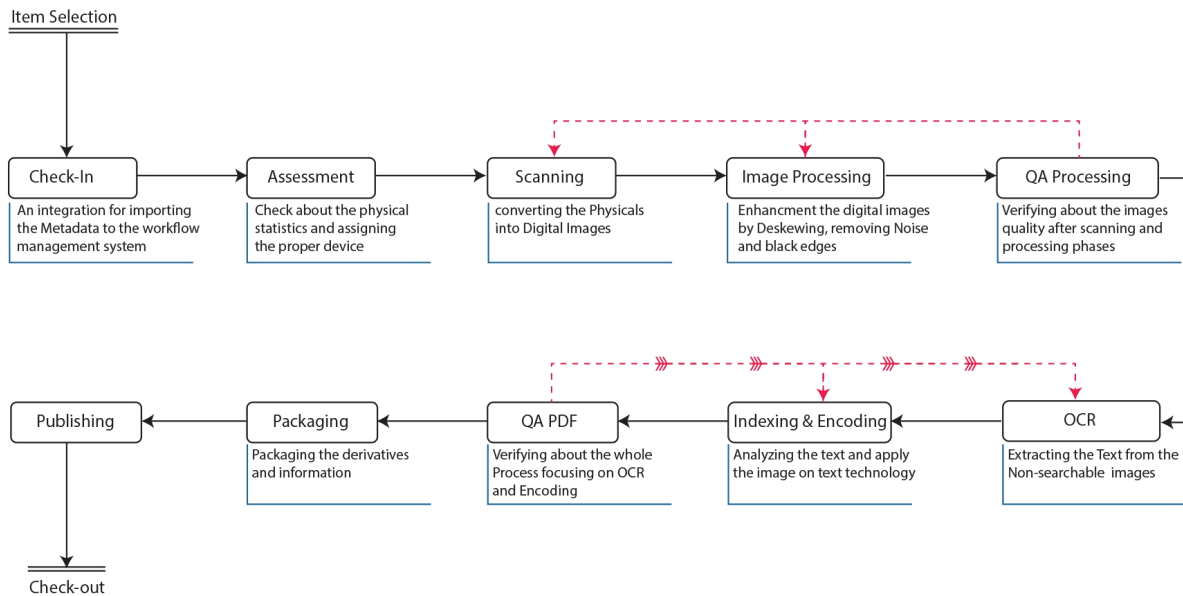 Item Selection
Check-In
An integration for importing
the Metadata to the workflow
management system
Assessment
Check about the physical
statistics and assigning
the proper device
Scanning
converting the Physicals
into Digital Images
Image Processing
Enhancment the digital images
by Deskewing, removing Noise
and black edges
QA Processing
Verifying about the images
quality after scanning and
processing phases
Publishing
Packaging
Packaging the derivatives
and information
QA PDF
Verifying about the whole
Process focusing on OCR
and Encoding
Indexing & Encoding
Analyzing the text and apply
the image on text technology
OCR
Extracting the Text from the
Non-searchable images
Check-out